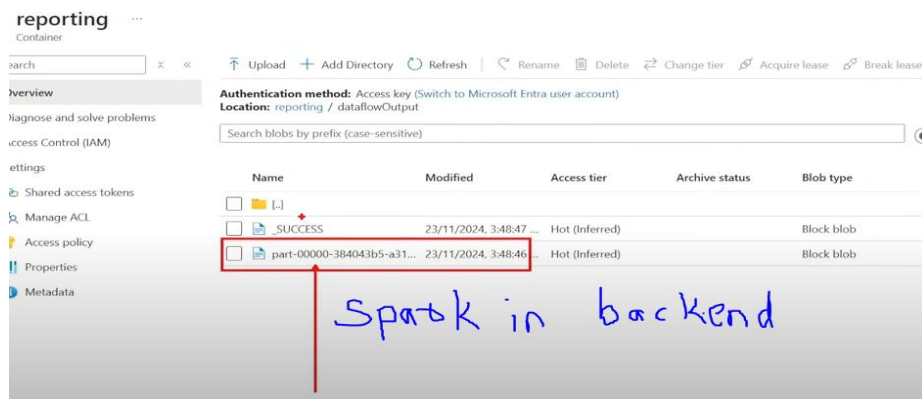 reporting ...
Container
earch
Upload Add Directory Refresh Rename Delete Change tier Acquire lease Break lease
Overview
Diagnose and solve problems
Access Control (IAM)
ettings
Shared access tokens
Manage ACL
Access policy
Properties
Metadata
Authentication method: Access key (Switch to Microsoft Entra user account)
Location: reporting / dataflowOutput
Search blobs by prefix (case-sensitive)
Name Modified Access tier Archive status Blob type
[..]
_SUCCESS 23/11/2024, 3:48:47 ... Hot (Inferred) Block blob
part-00000-384043b5-a31... 23/11/2024, 3:48:46 ... Hot (Inferred) Block blob
Spark in backend